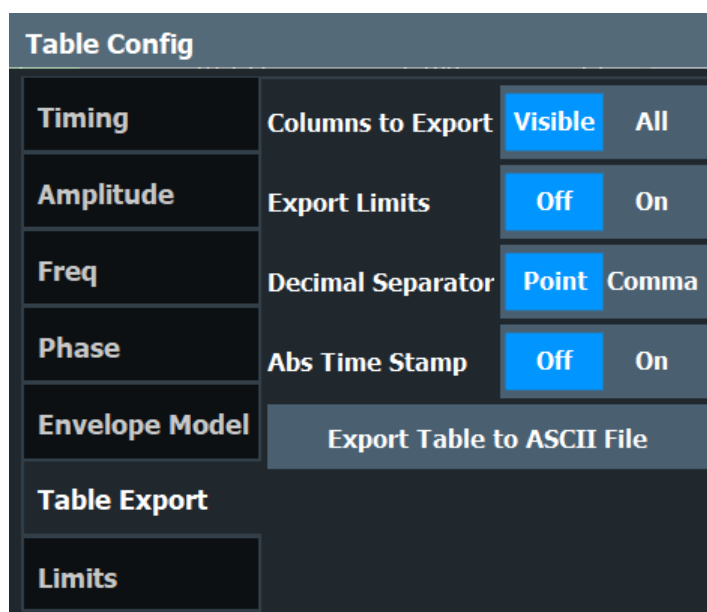 Table Config
Timing
Amplitude
Freq
Phase
Envelope Model
Table Export
Limits
Columns to Export Visible All
Export Limits Off On
Decimal Separator Point Comma
Abs Time Stamp Off On
Export Table to ASCII File